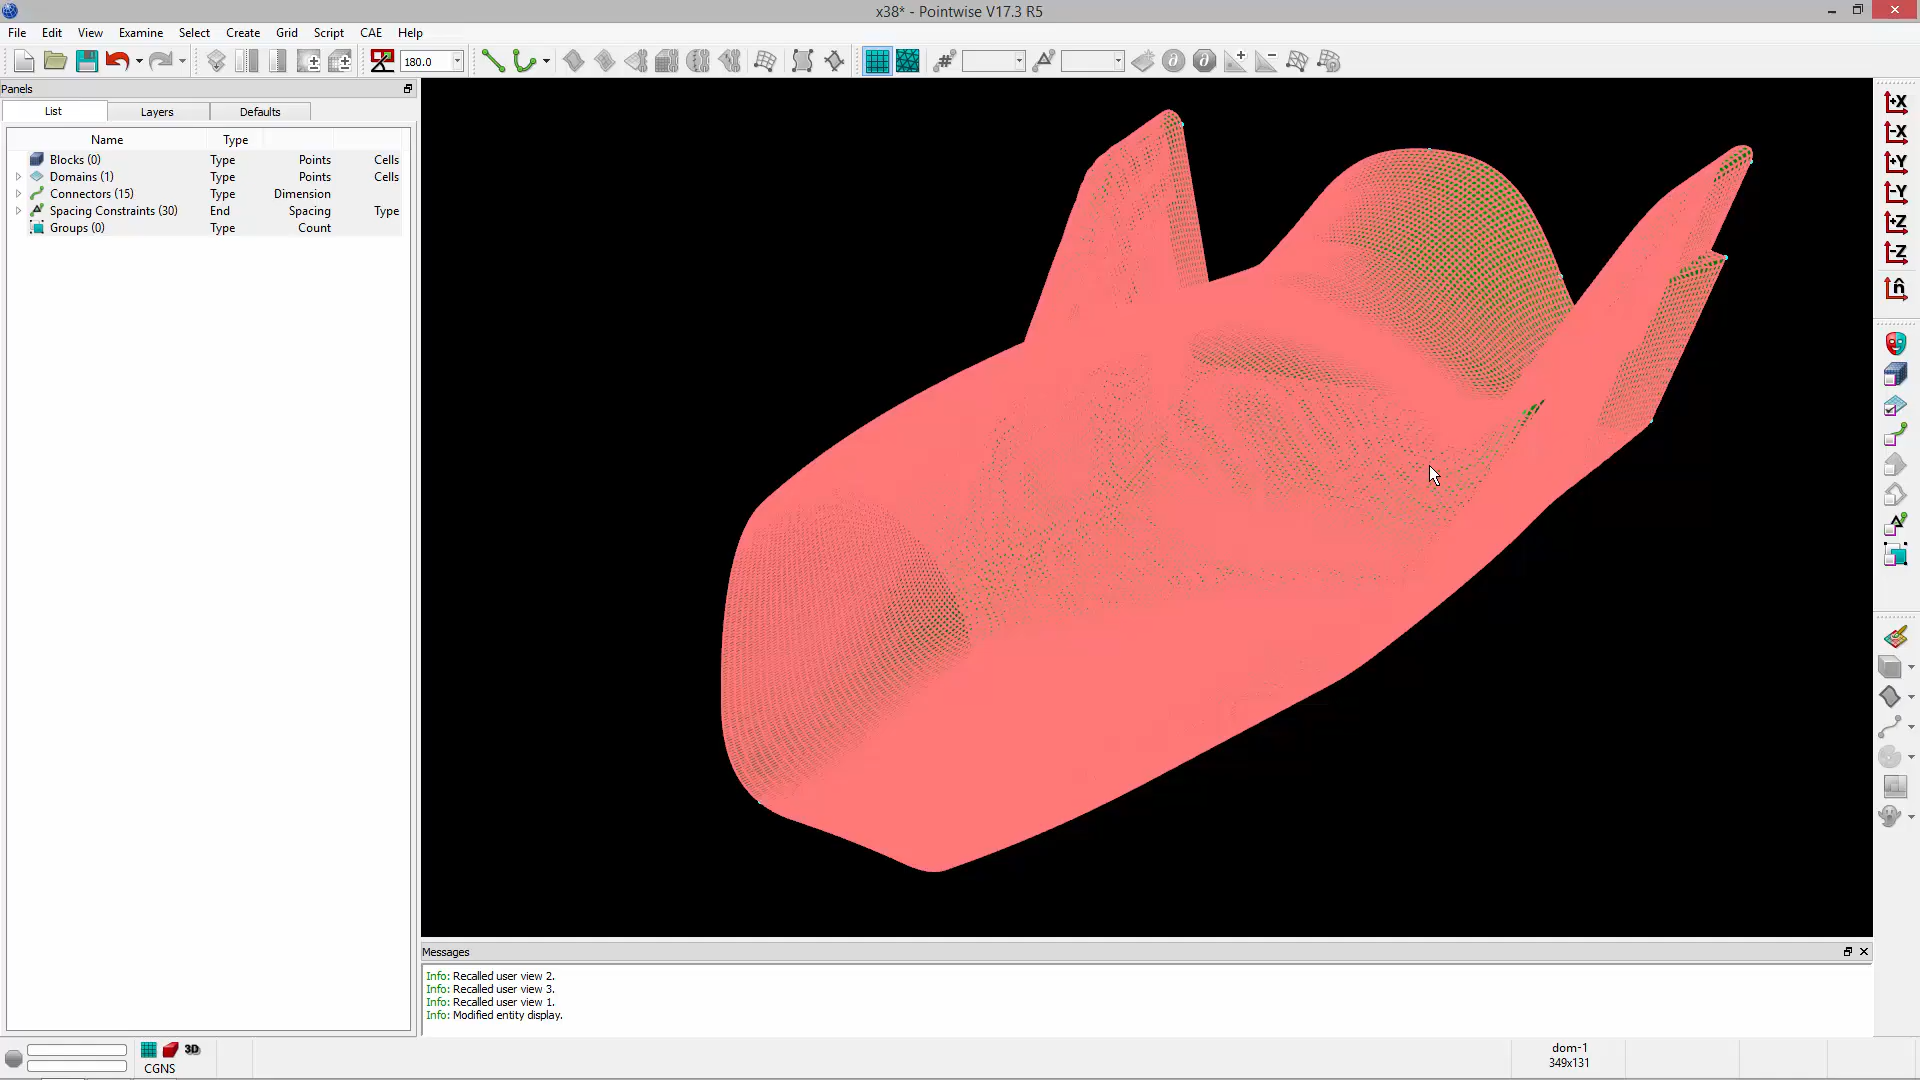 x38* - Pointwise V17.3 R5
File Edit View Examine Select Create Grid Script CAE Help
180.0
Panels
List Layers Defaults
Name Type
Blocks (0) Type Points Cells
Domains (1) Type Points Cells
Connectors (15) Type Dimension
Spacing Constraints (30) End Spacing Type
Groups (0) Type Count
+X
-X
+Y
-Y
+Z
-Z
n̂
Messages
Info: Recalled user view 2.
Info: Recalled user view 3.
Info: Recalled user view 1.
Info: Modified entity display.
3D
CGNS
dom-1
349x131